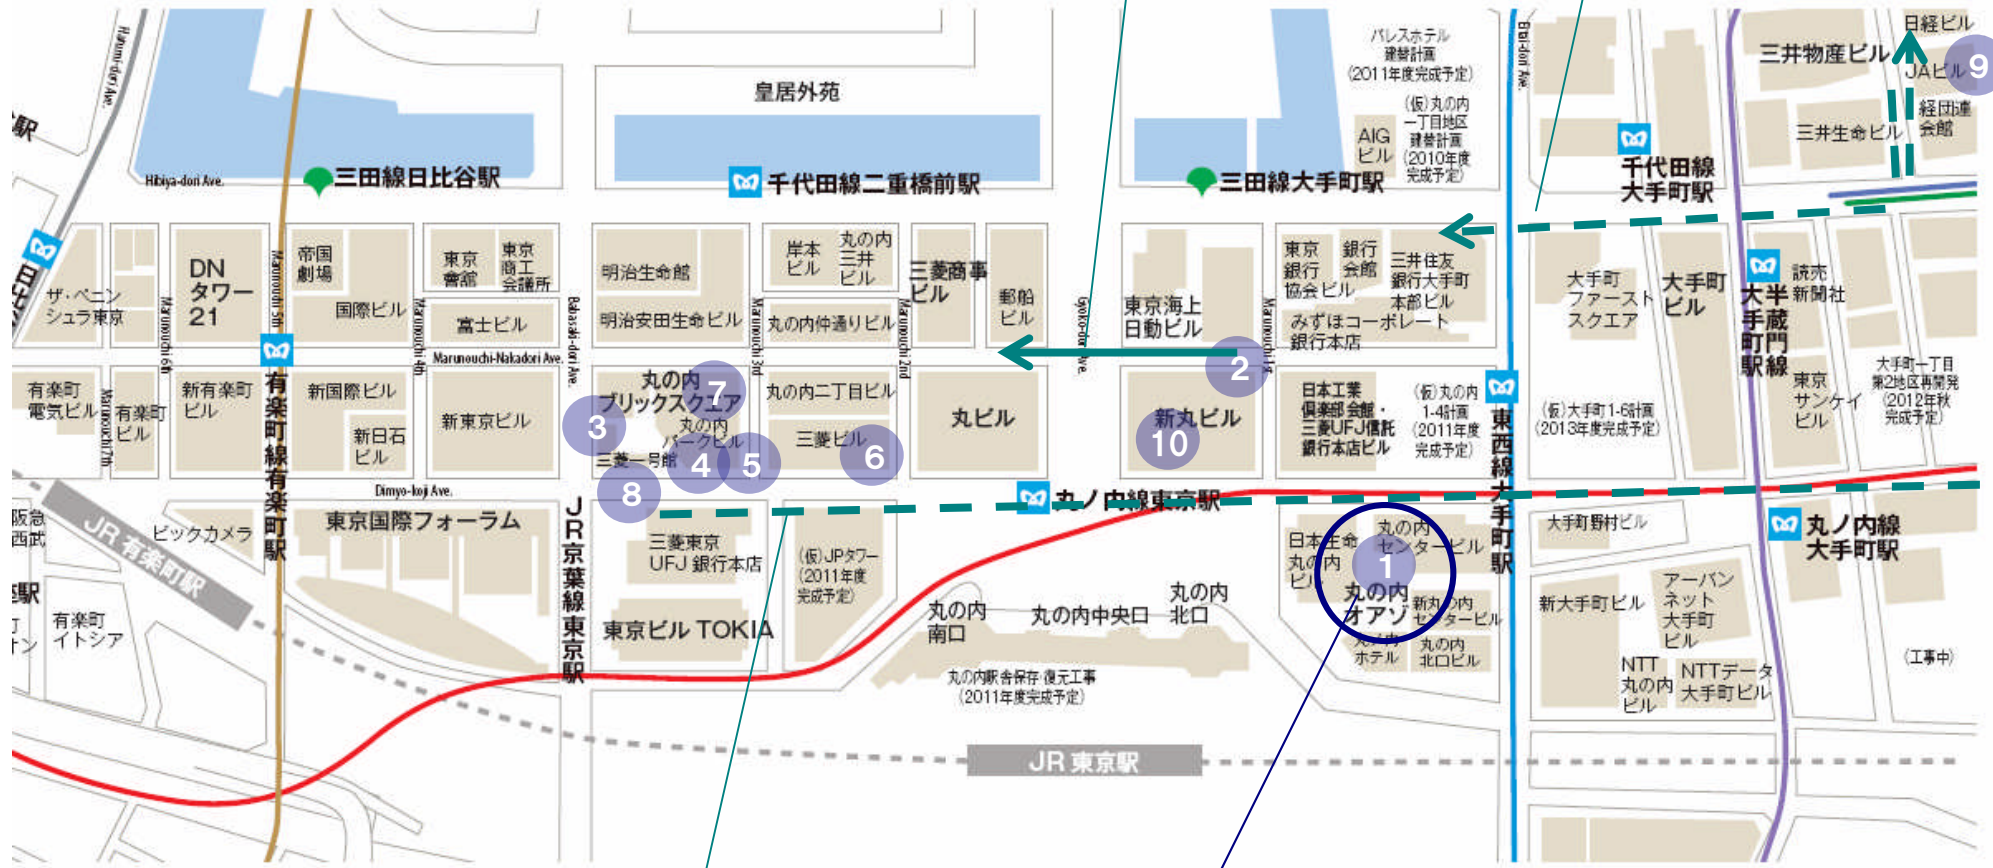 日経ビル
三井物産ビル
JAビル
9
経団連
会館
三井生命ビル
パレスホテル
建替計画
(2011年度完成予定)
(仮)丸の内
一丁目地区
建替計画
(2010年度
完成予定)
AIG
ビル
皇居外苑
Harumi-dori Ave.
駅
Hibiya-dori Ave.
三田線日比谷駅
千代田線二重橋前駅
三田線大手町駅
千代田線
大手町駅
ザ・ペニン
シュラ東京
DN
タワー
21
帝国
劇場
国際ビル
東京
會舘
東京
商工
会議所
富士ビル
明治生命館
明治安田生命ビル
岸本
ビル
丸の内
三井
ビル
丸の内仲通りビル
三菱商事
ビル
郵船
ビル
東京海上
日動ビル
東京
銀行
協会ビル
銀行
会館
三井住友
銀行大手町
本部ビル
みずほコーポレート
銀行本店
大手町
ファースト
スクエア
大手町
ビル
半蔵門線
大手町駅
読売
新聞社
Marunouchi 6th
Marunouchi 5th
Marunouchi 4th
Babasaki-dori Ave.
Marunouchi 3rd
Marunouchi 2nd
Marunouchi 1st
Marunouchi-Nakadori Ave.
Marunouchi 7th
有楽町
電気ビル
有楽町
ビル
新有楽町
ビル
有楽町線有楽町駅
新国際ビル
新日石
ビル
新東京ビル
丸の内
ブリックスクエア
7
丸の内
パークビル
3
三菱一号館
4
5
8
丸の内二丁目ビル
三菱ビル
6
丸ビル
2
新丸ビル
10
日本工業
倶楽部会館・
三菱UFJ信託
銀行本店ビル
(仮)丸の内
1-4計画
(2011年度
完成予定)
東西線大手町駅
(仮)大手町1-6計画
(2013年度完成予定)
東京
サンケイ
ビル
大手町一丁目
第2地区再開発
(2012年秋
完成予定)
Dimyo-koji Ave.
丸ノ内線東京駅
阪急
西武
JR 有楽町駅
ビックカメラ
東京国際フォーラム
JR京葉線東京駅
三菱東京
UFJ 銀行本店
(仮)JPタワー
(2011年度
完成予定)
日本生命
丸の内
ビル
丸の内
センタービル
1
丸の内
オアゾ
新丸の内
センタービル
丸ノ内
ホテル
丸の内
北口ビル
大手町野村ビル
丸ノ内線
大手町駅
新大手町ビル
アーバン
ネット
大手町
ビル
NTT
丸の内
ビル
NTTデータ
大手町ビル
(工事中)
有楽町
イトシア
東京ビル TOKIA
丸の内
南口
丸の内中央口
丸の内
北口
丸の内駅舎保存・復元工事
(2011年度完成予定)
JR 東京駅